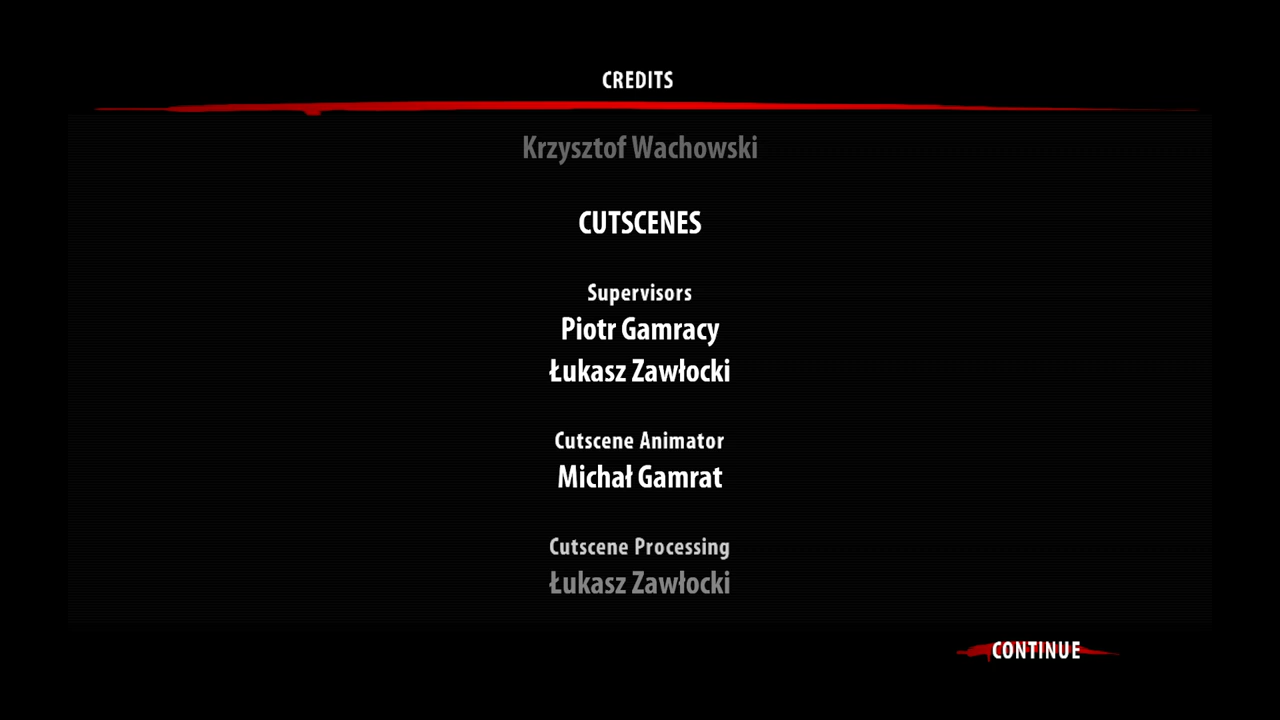 CREDITS
Krzysztof Wachowski
CUTSCENES
Supervisors
Piotr Gamracy
Łukasz Zawłocki
Cutscene Animator
Michał Gamrat
Cutscene Processing
Łukasz Zawłocki
CONTINUE